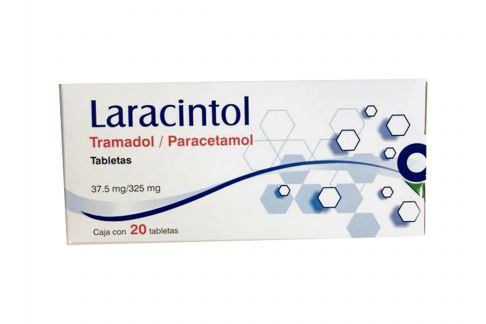 Laracintol
Tramadol / Paracetamol
Tabletas
37.5 mg/325 mg
Caja con 20 tabletas